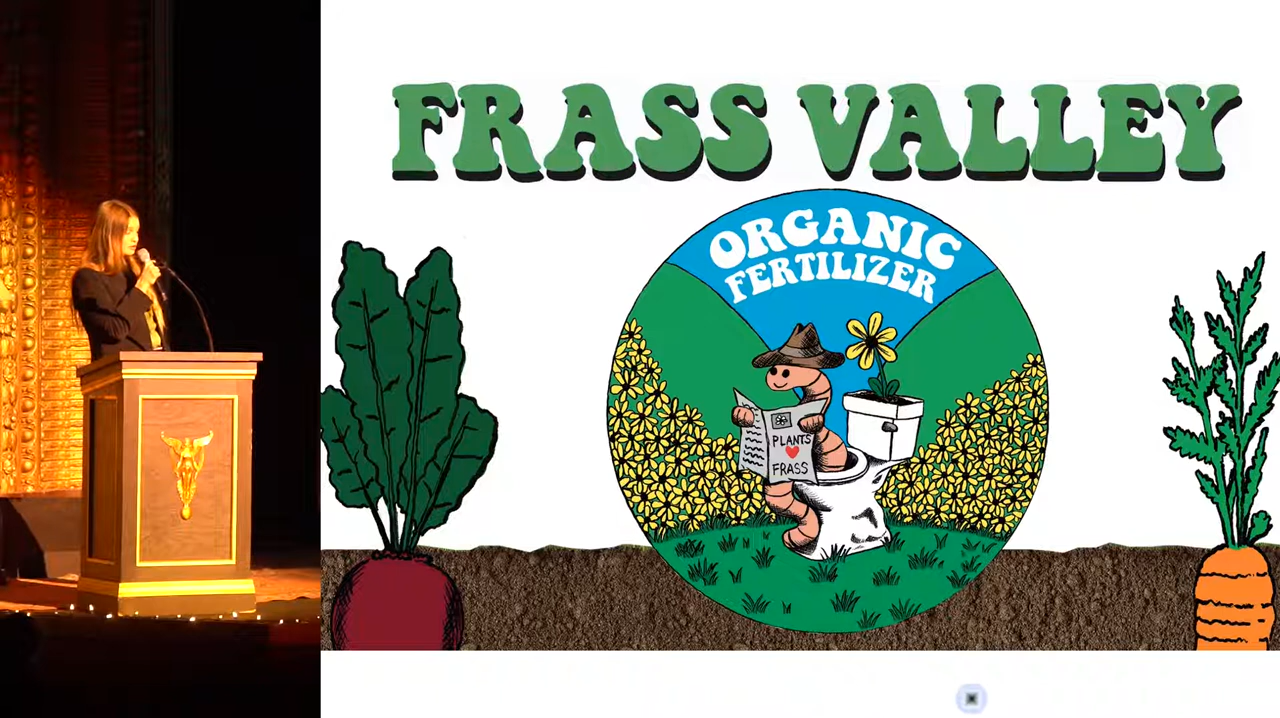 FRASS VALLEY
ORGANIC
FERTILIZER
PLANTS
FRASS